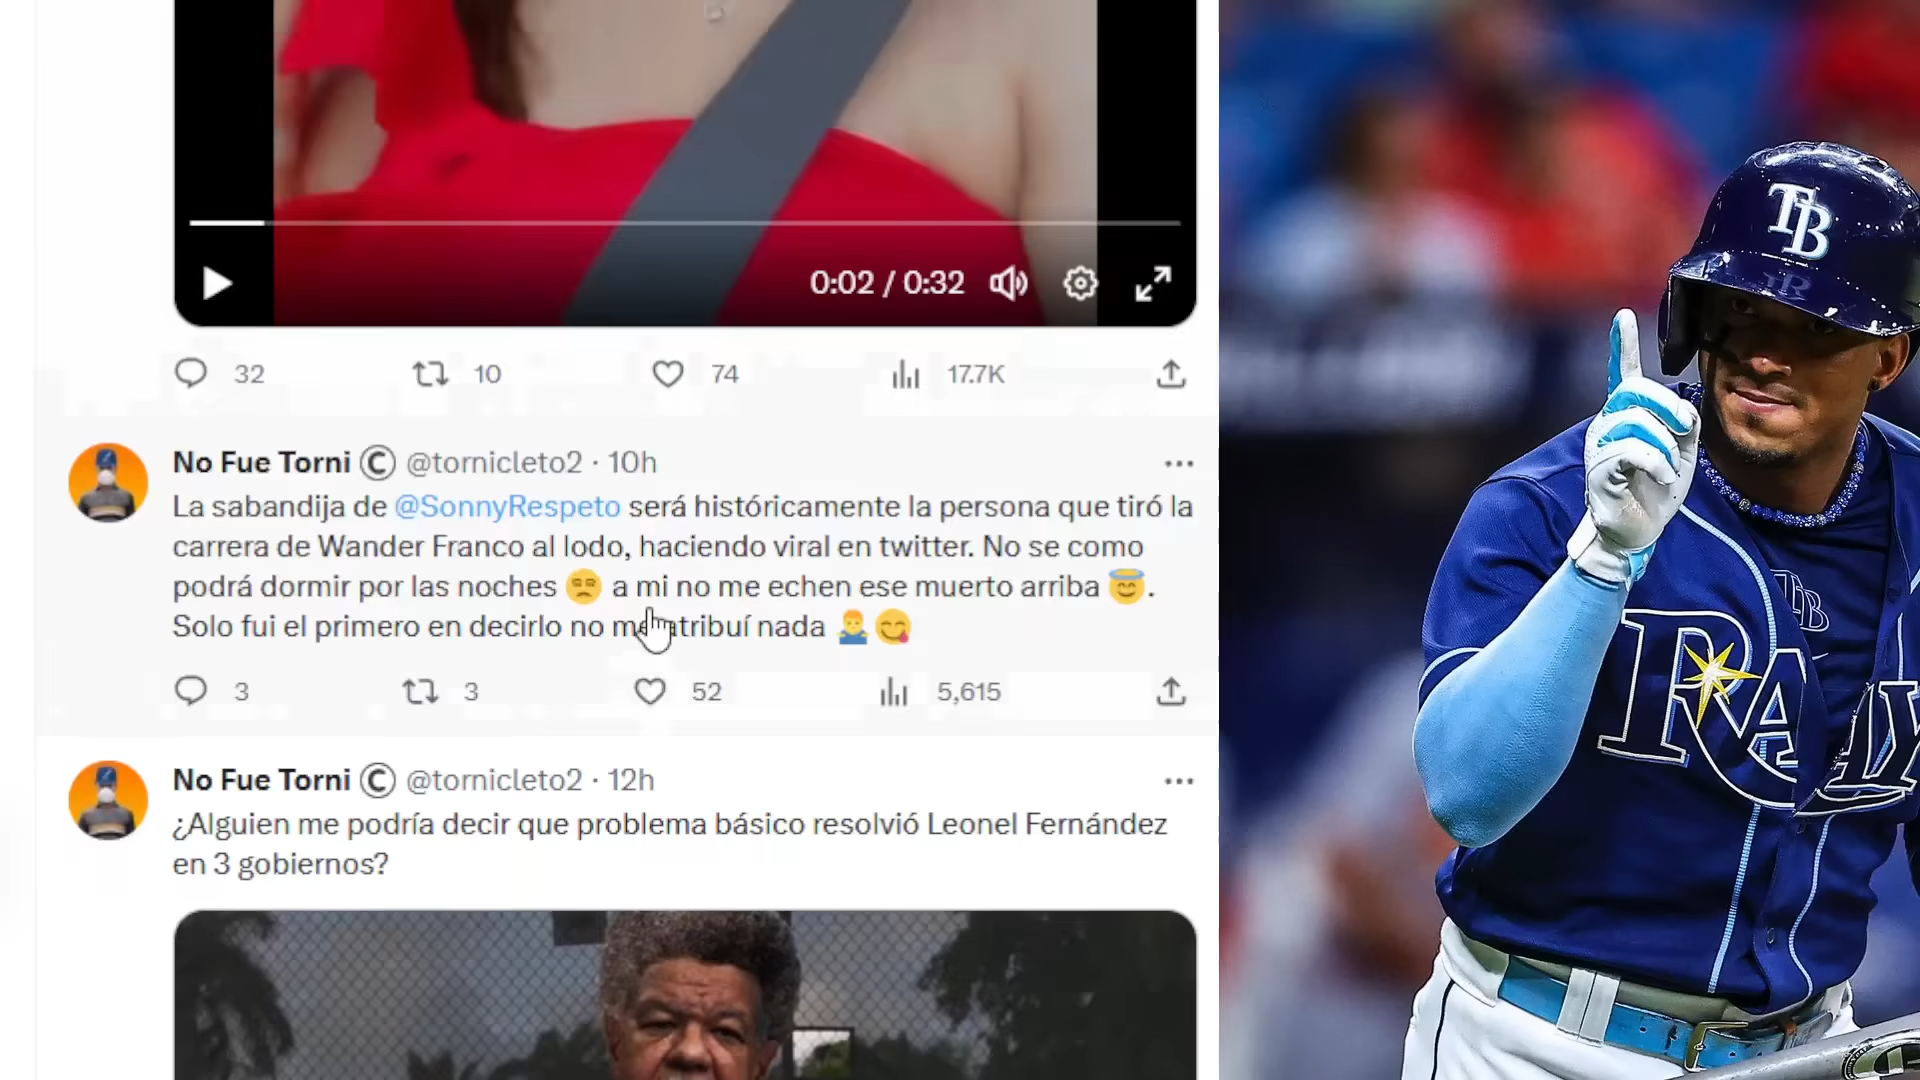 0:02 / 0:32
32 10 74 17.7K
No Fue Torni Ⓒ @tornicleto2 · 10h
La sabandija de @SonnyRespeto será históricamente la persona que tiró la
carrera de Wander Franco al lodo, haciendo viral en twitter. No se como
podrá dormir por las noches 😒 a mi no me echen ese muerto arriba 😇.
Solo fui el primero en decirlo no me atribuí nada 🤷‍♂️😋
3 3 52 5,615
No Fue Torni Ⓒ @tornicleto2 · 12h
¿Alguien me podría decir que problema básico resolvió Leonel Fernández
en 3 gobiernos?
TB
RAY